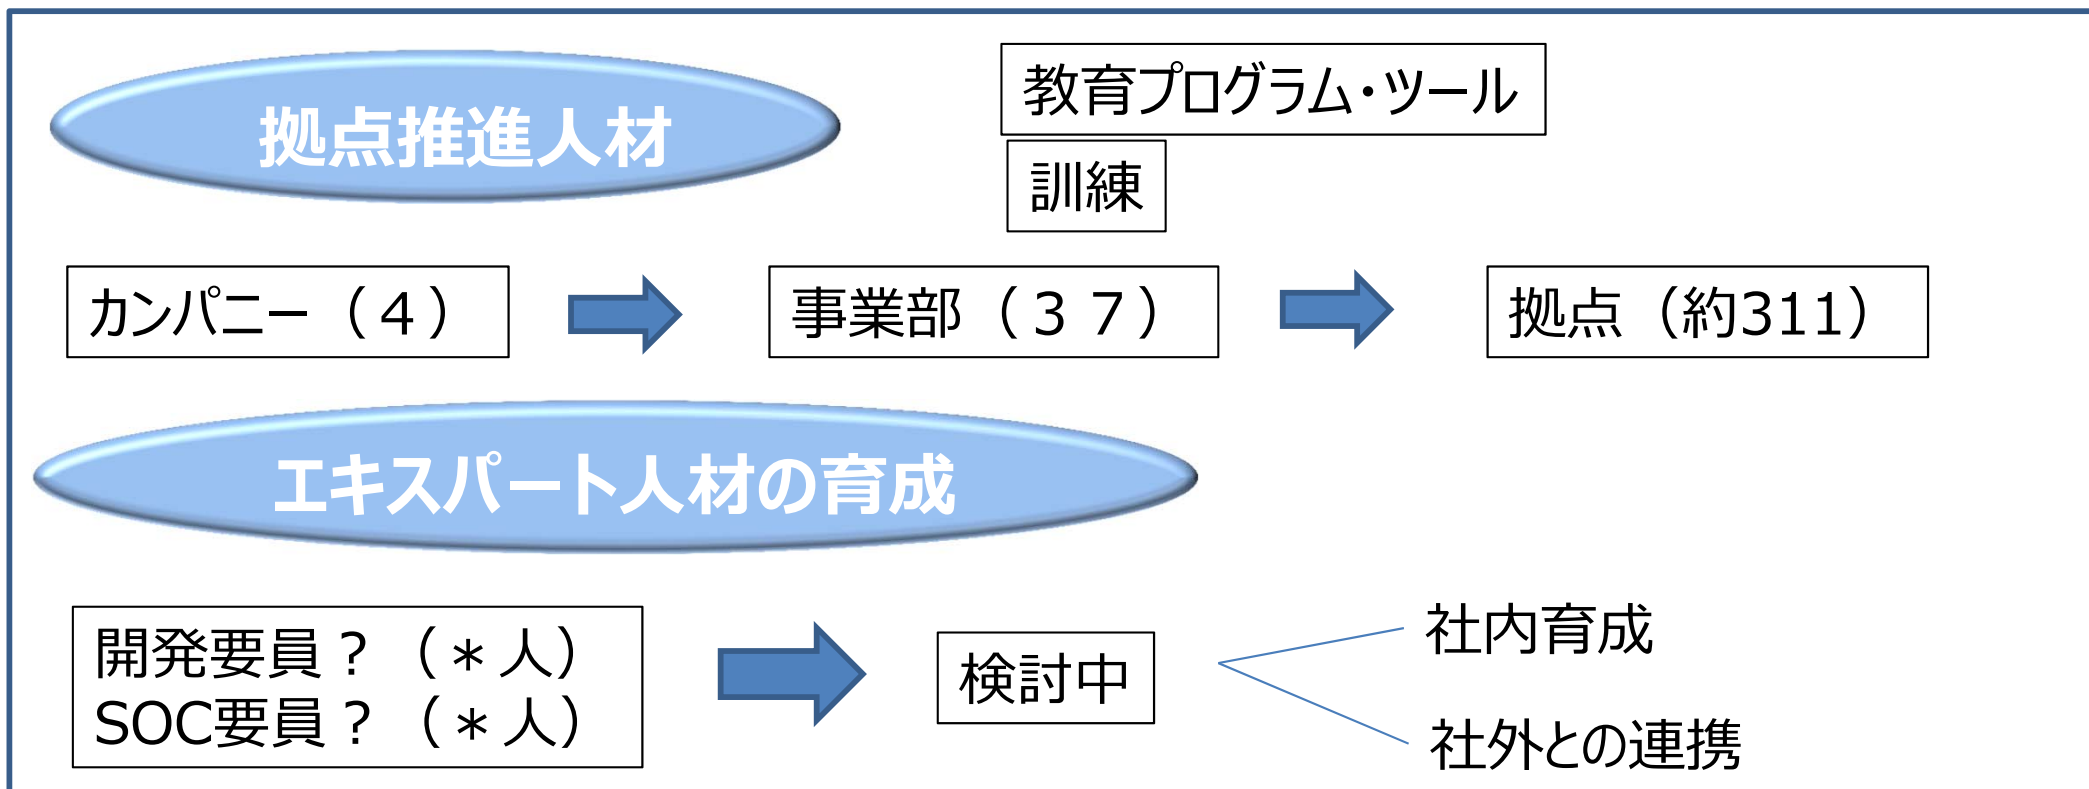 拠点推進人材
教育プログラム・ツール
訓練
カンパニー（４）
事業部（３７）
拠点（約311）
エキスパート人材の育成
開発要員？（＊人）
SOC要員？（＊人）
検討中
社内育成
社外との連携